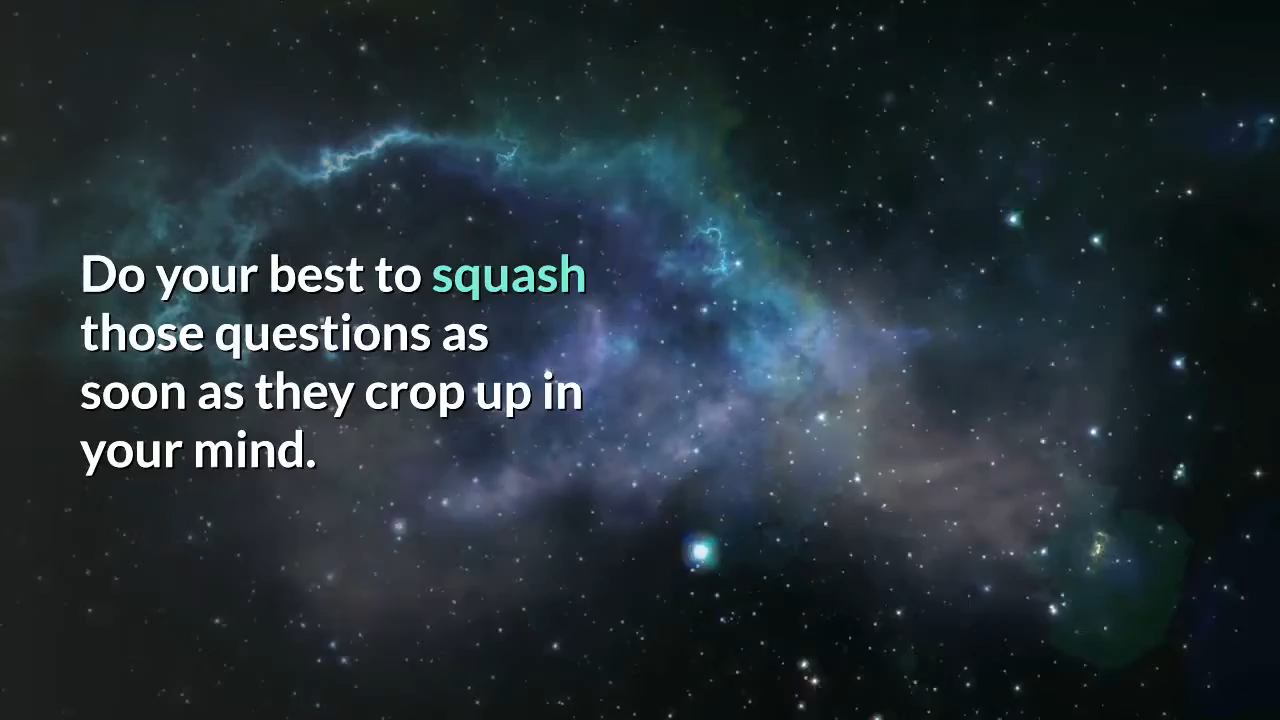 Do your best to squash
those questions as
soon as they crop up in
your mind.